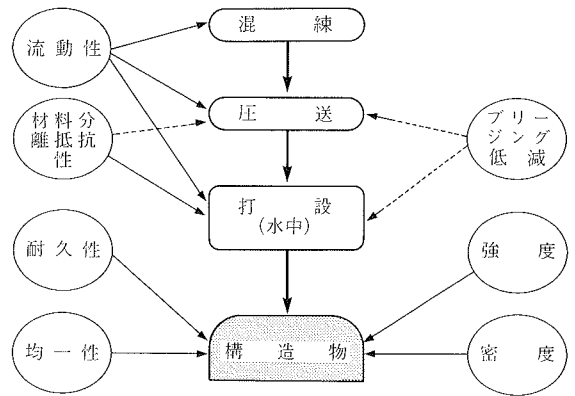 混練
流動性
圧送
材料分
離抵抗
性
ブリー
ジング
低減
打設
(水中)
耐久性
強度
構造物
均一性
密度